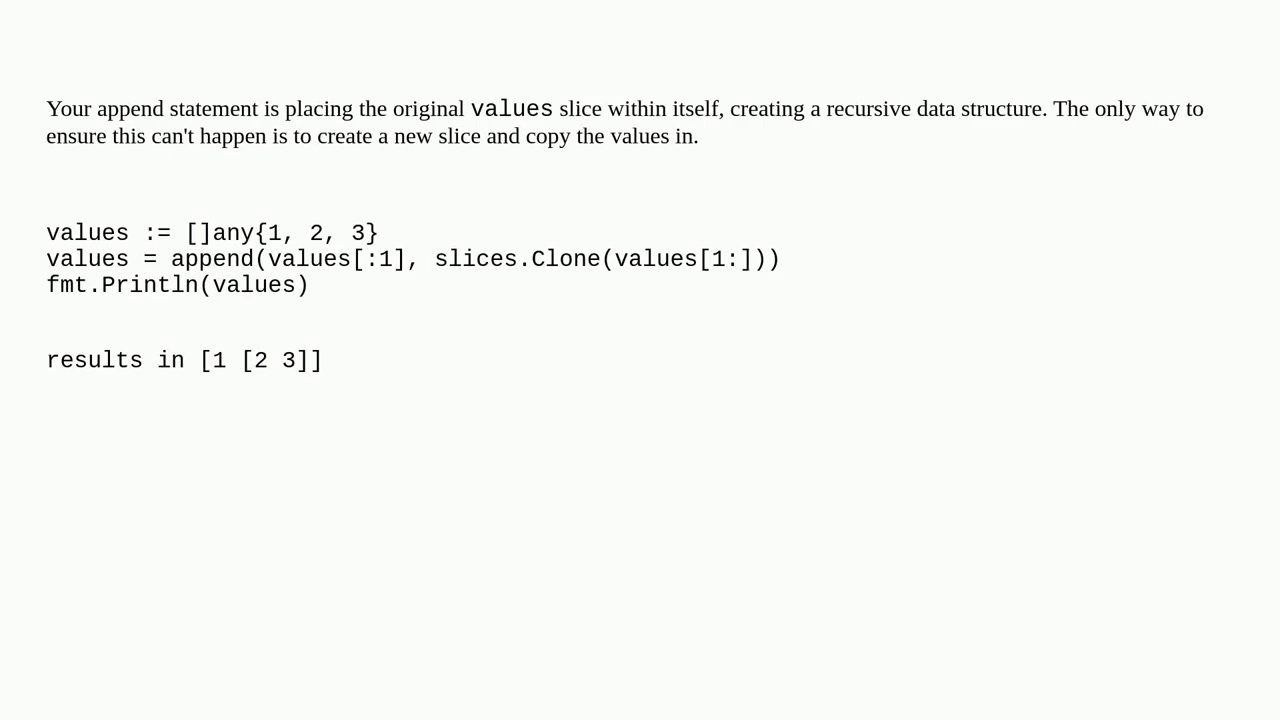 Your append statement is placing the original values slice within itself, creating a recursive data structure. The only way to
ensure this can't happen is to create a new slice and copy the values in.
values := []any{1, 2, 3}
values = append(values[:1], slices.Clone(values[1:]))
fmt.Println(values)
results in [1 [2 3]]